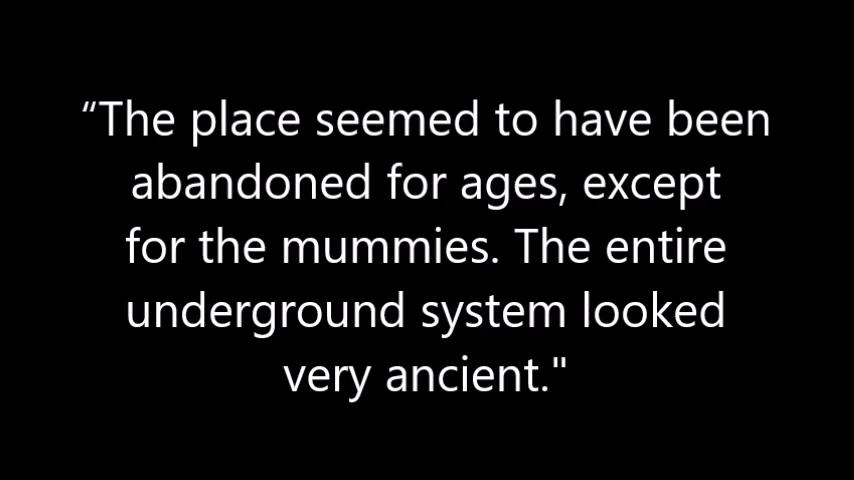 “The place seemed to have been
abandoned for ages, except
for the mummies. The entire
underground system looked
very ancient."